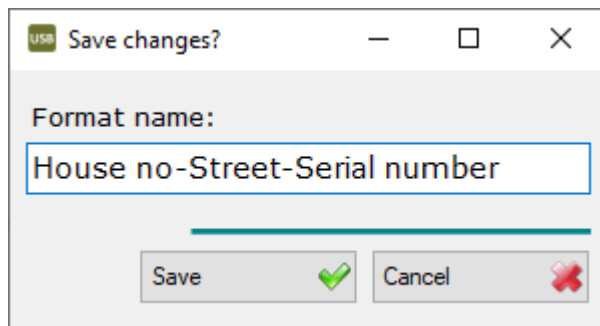 USB Save changes?
Format name:
House no-Street-Serial number
Save Cancel